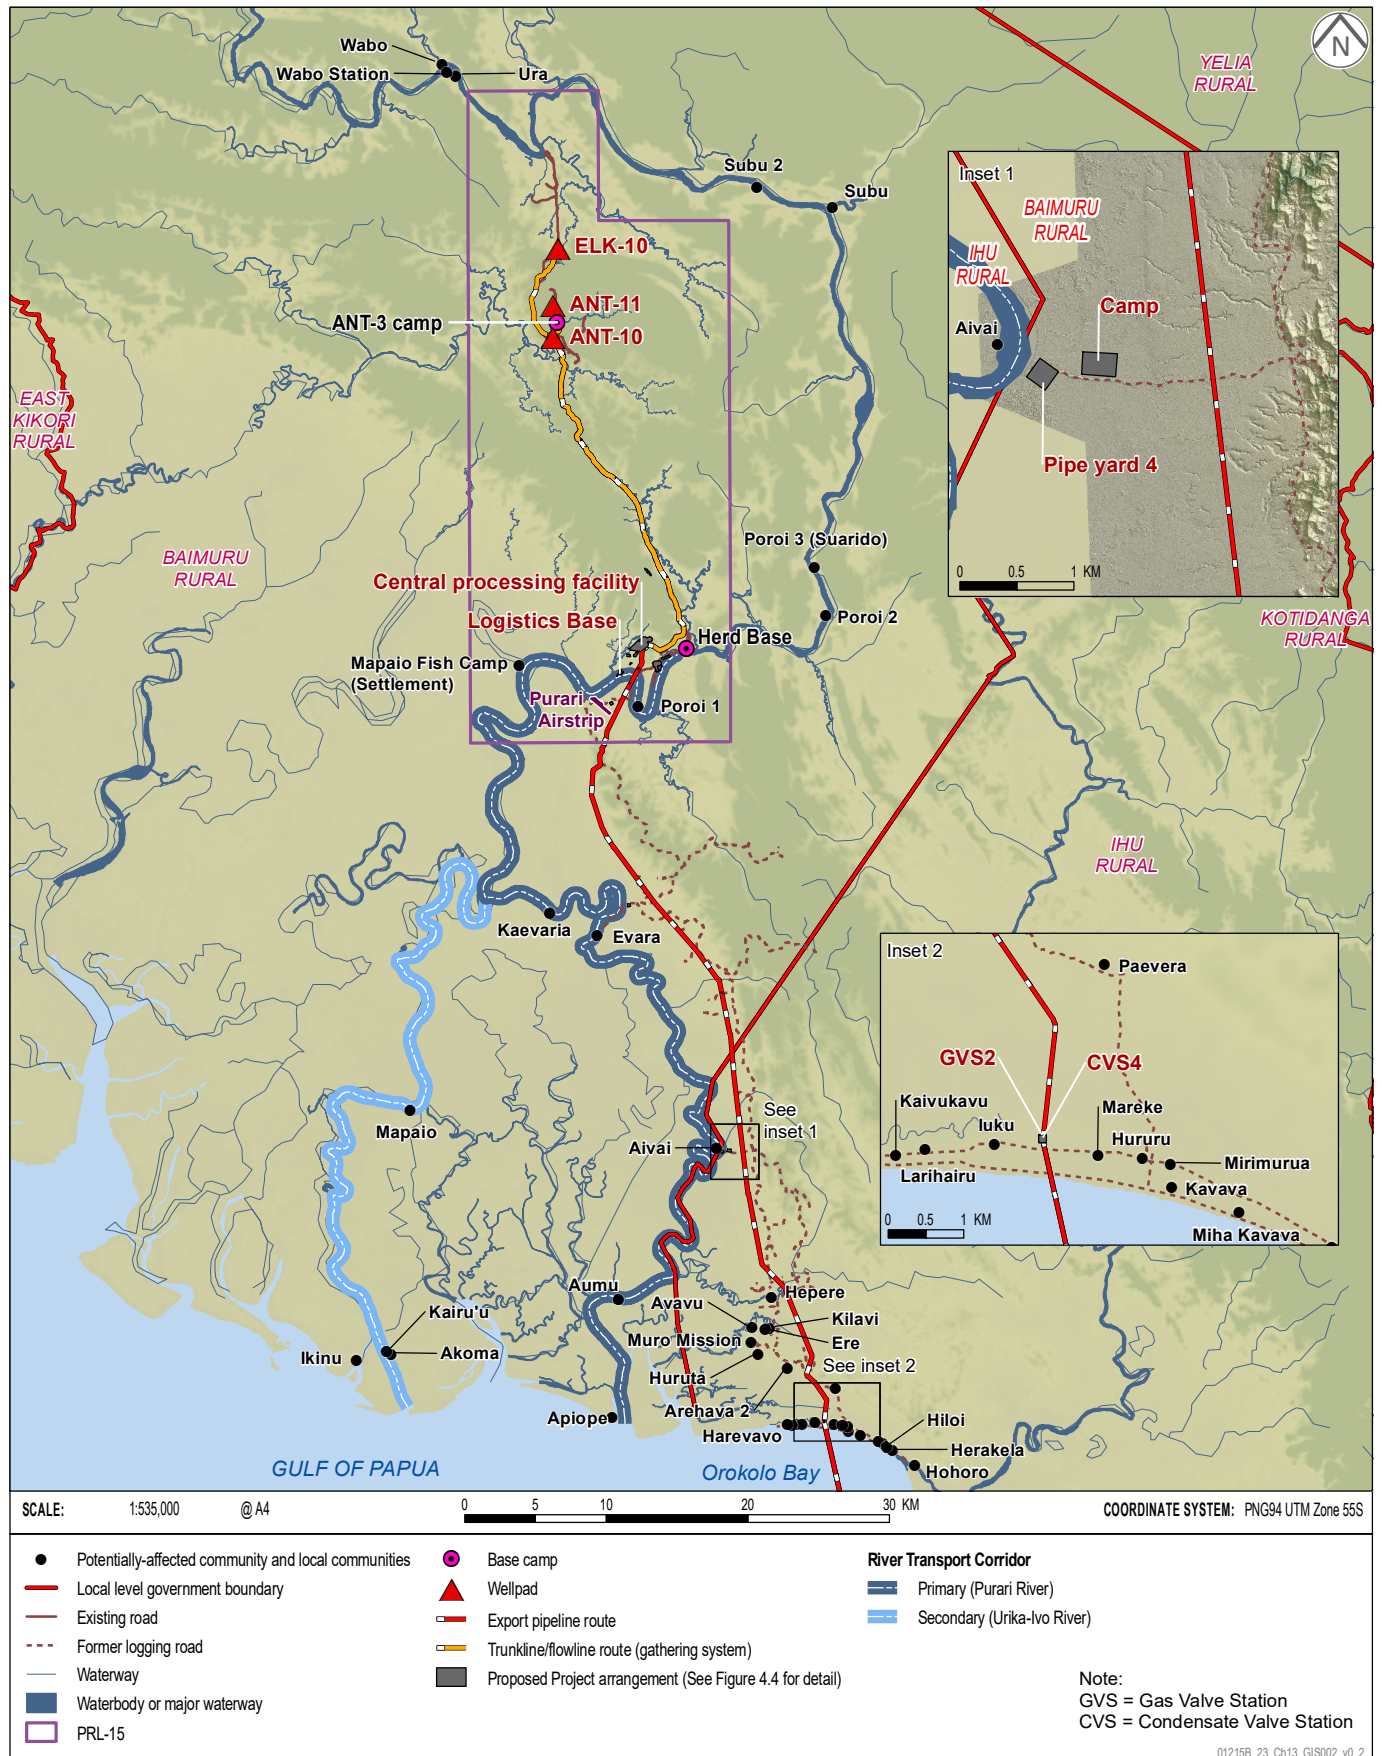 Wabo
Wabo Station
Ura
N
YELIA
RURAL
Subu 2
Subu
Inset 1
BAIMURU
RURAL
IHU
RURAL
Camp
Aivai
Pipe yard 4
0 0.5 1 KM
ELK-10
ANT-11
ANT-3 camp
ANT-10
EAST
KIKORI
RURAL
BAIMURU
RURAL
Poroi 3 (Suarido)
Central processing facility
Poroi 2
Logistics Base
Herd Base
KOTIDANGA
RURAL
Mapaio Fish Camp
(Settlement)
Purari
Airstrip
Poroi 1
IHU
RURAL
Kaevaria
Evara
Inset 2
Paevera
GVS2
CVS4
Kaivukavu
Iuku
Mareke
Hururu
Larihairu
Mirimurua
Kavava
0 0.5 1 KM
Miha Kavava
Mapaio
See
inset 1
Aivai
Aumu
Hepere
Avavu
Kilavi
Kairu'u
Muro Mission
Ere
Ikinu
Akoma
See inset 2
Huruta
Arehava 2
Apiope
Harevavo
Hiloi
Herakela
Hohoro
GULF OF PAPUA
Orokolo Bay
SCALE: 1:535,000 @ A4
0 5 10 20 30 KM
COORDINATE SYSTEM: PNG94 UTM Zone 55S
Potentially-affected community and local communities
Local level government boundary
Existing road
Former logging road
Waterway
Waterbody or major waterway
PRL-15
Base camp
Wellpad
Export pipeline route
Trunkline/flowline route (gathering system)
Proposed Project arrangement (See Figure 4.4 for detail)
River Transport Corridor
Primary (Purari River)
Secondary (Urika-Ivo River)
Note:
GVS = Gas Valve Station
CVS = Condensate Valve Station
01215B_23_Ch13_GIS002_v0_2